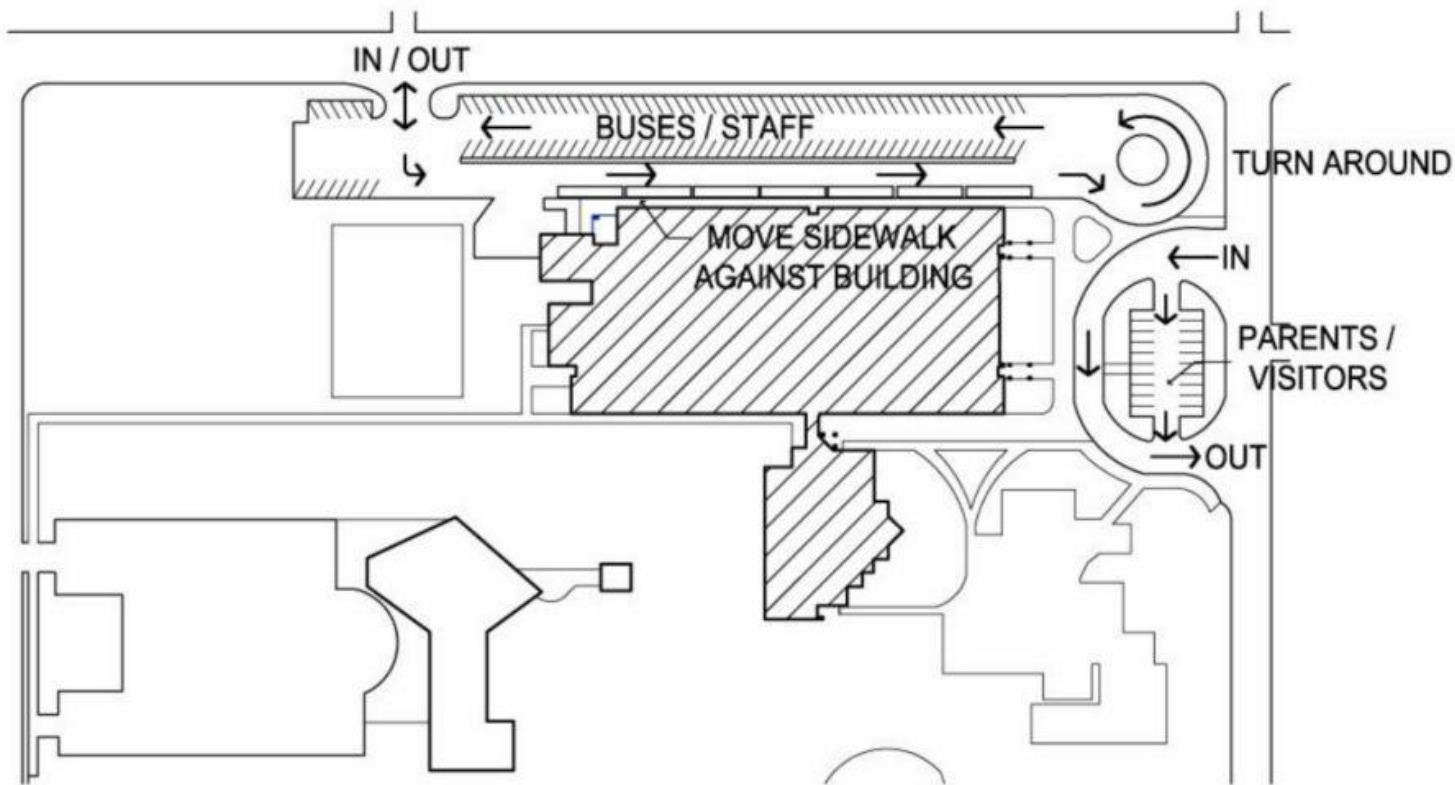 IN / OUT
BUSES / STAFF
TURN AROUND
MOVE SIDEWALK
AGAINST BUILDING
IN
PARENTS /
VISITORS
OUT